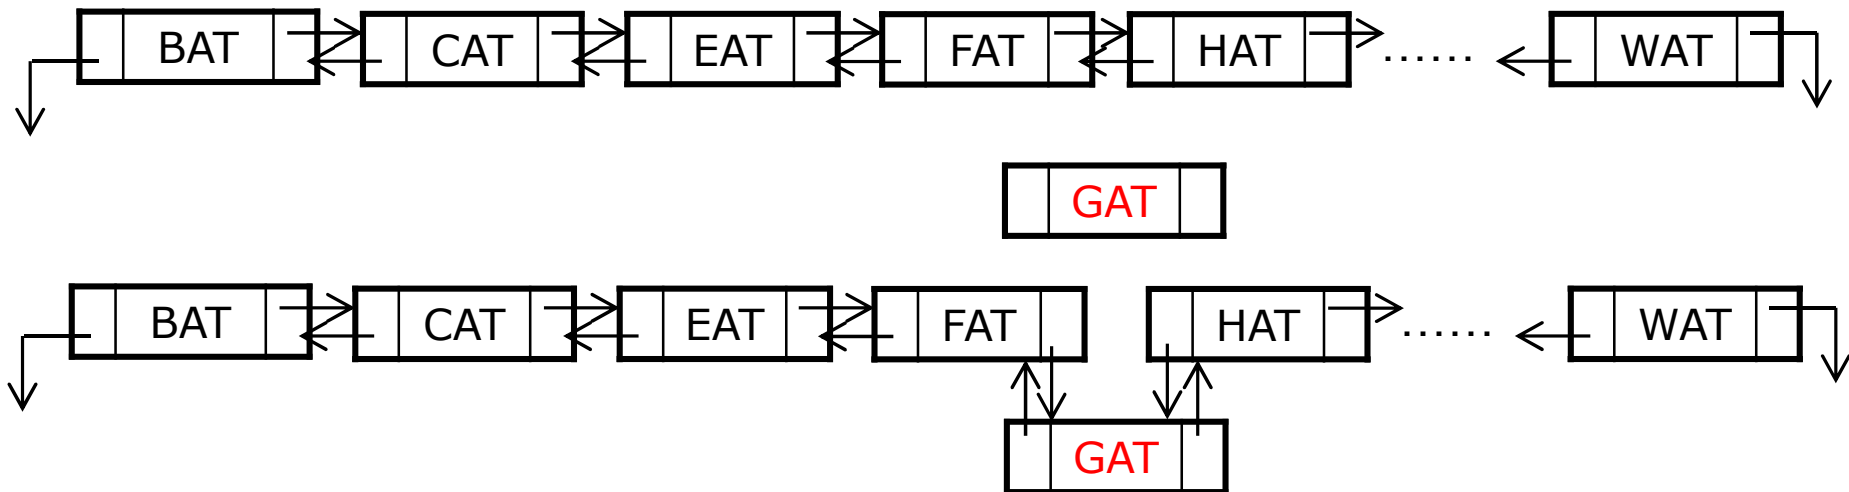 BAT CAT EAT FAT HAT ...... WAT
GAT
BAT CAT EAT FAT HAT ...... WAT
GAT